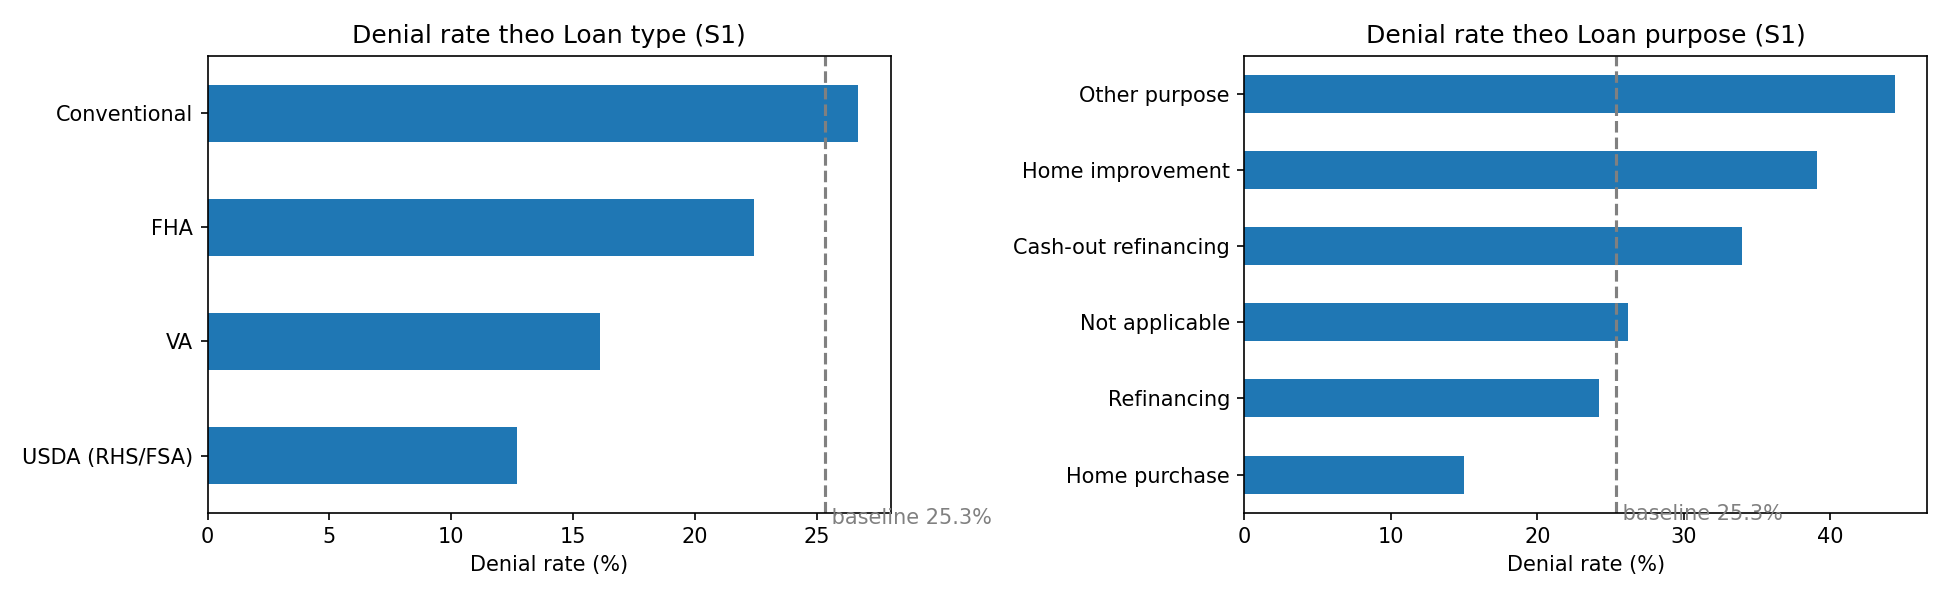 Denial rate theo Loan type (S1)
Conventional
FHA
VA
USDA (RHS/FSA)
0 5 10 15 20 25
baseline 25.3%
Denial rate (%)
Denial rate theo Loan purpose (S1)
Other purpose
Home improvement
Cash-out refinancing
Not applicable
Refinancing
Home purchase
baseline 25.3%
0 10 20 30 40
Denial rate (%)